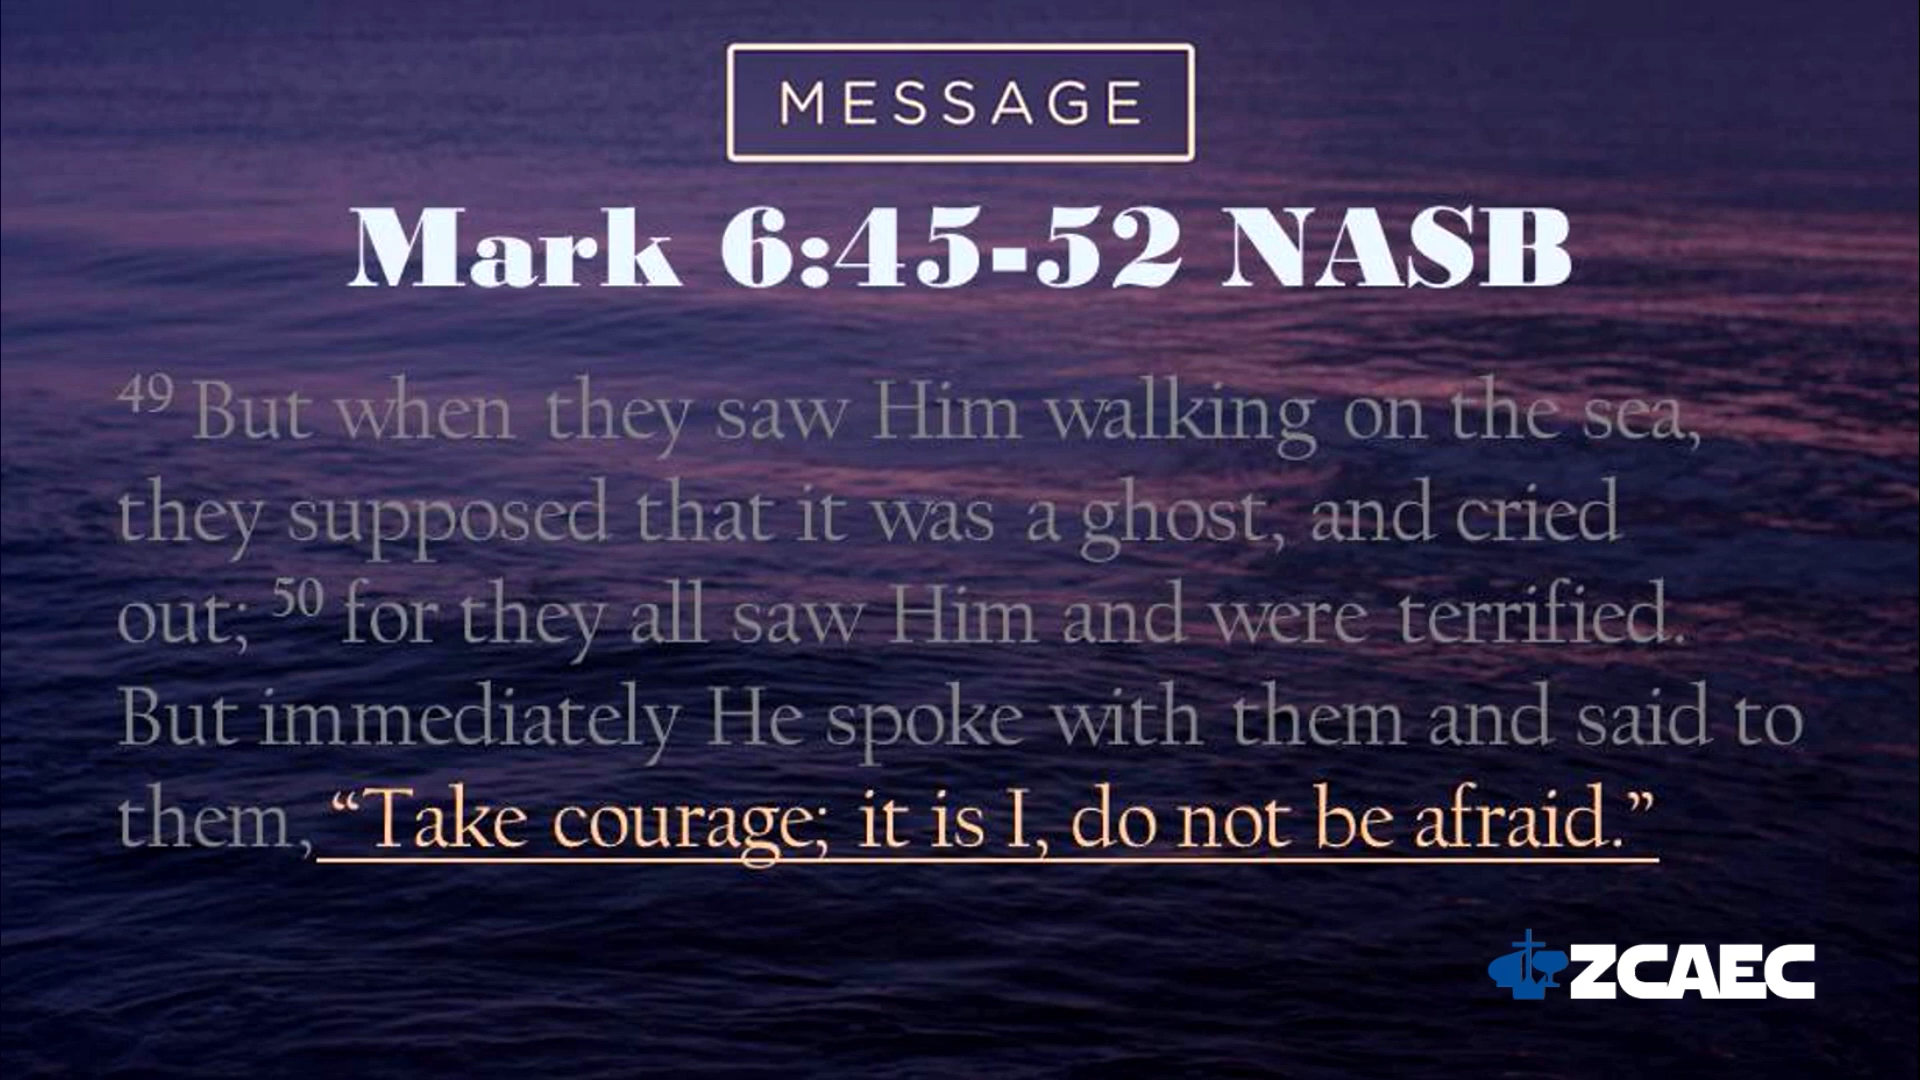 MESSAGE
Mark 6:45-52 NASB
49 But when they saw Him walking on the sea,
they supposed that it was a ghost, and cried
out; 50 for they all saw Him and were terrified.
But immediately He spoke with them and said to
them, “Take courage; it is I, do not be afraid.”
ZCAEC